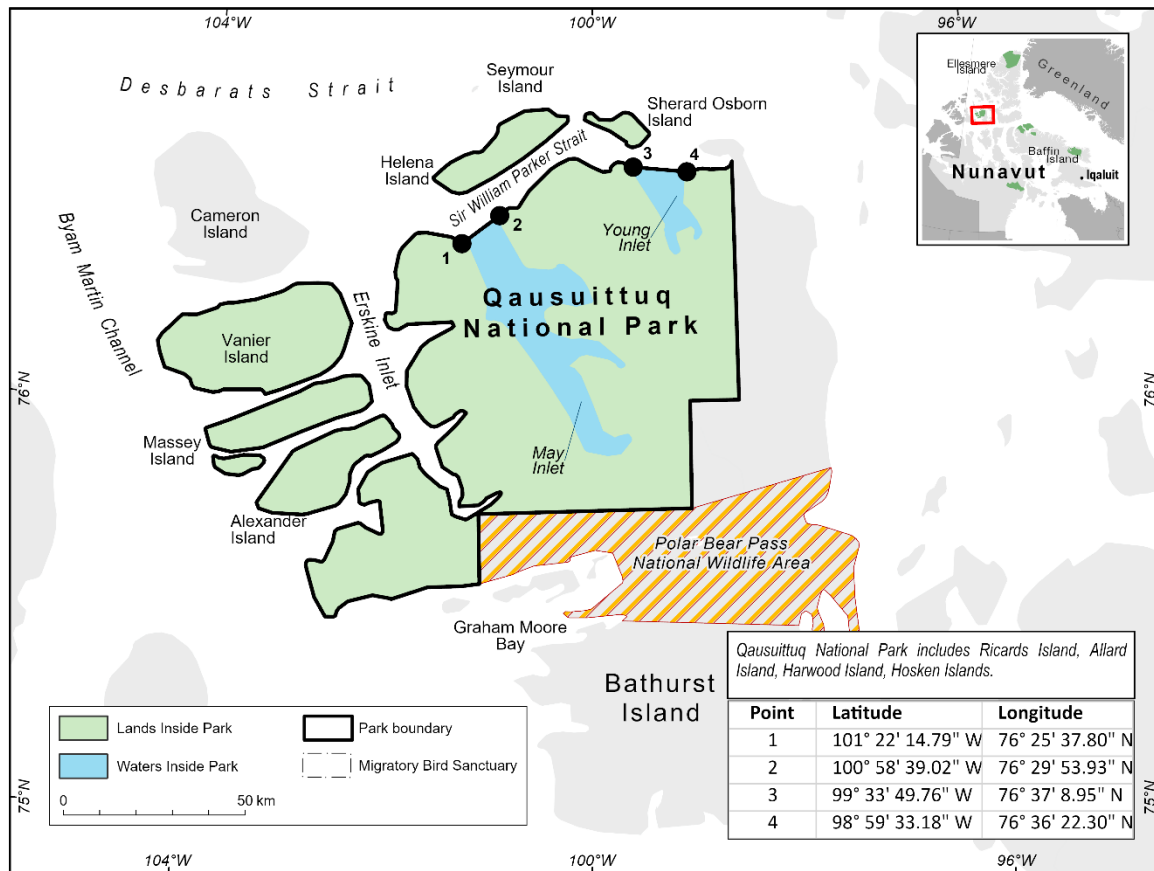 104°W
100°W
96°W
Desbarats Strait
Seymour
Island
Sherard Osborn
Island
Helena
Island
Sir William Parker Strait
3
4
Cameron
Island
2
1
Young
Inlet
Byam Martin Channel
Qausuittuq
National Park
Erskine Inlet
Vanier
Island
76°N
76°N
Massey
Island
May
Inlet
Alexander
Island
Polar Bear Pass
National Wildlife Area
Graham Moore
Bay
Bathurst
Island
75°N
75°N
104°W
100°W
96°W
Ellesmere
Island
Greenland
Baffin
Island
Nunavut
Iqaluit
Lands Inside Park
Park boundary
Waters Inside Park
Migratory Bird Sanctuary
0 50 km
Qausuittuq National Park includes Ricards Island, Allard
Island, Harwood Island, Hosken Islands.
Point Latitude Longitude
1 101° 22' 14.79" W 76° 25' 37.80" N
2 100° 58' 39.02" W 76° 29' 53.93" N
3 99° 33' 49.76" W 76° 37' 8.95" N
4 98° 59' 33.18" W 76° 36' 22.30" N